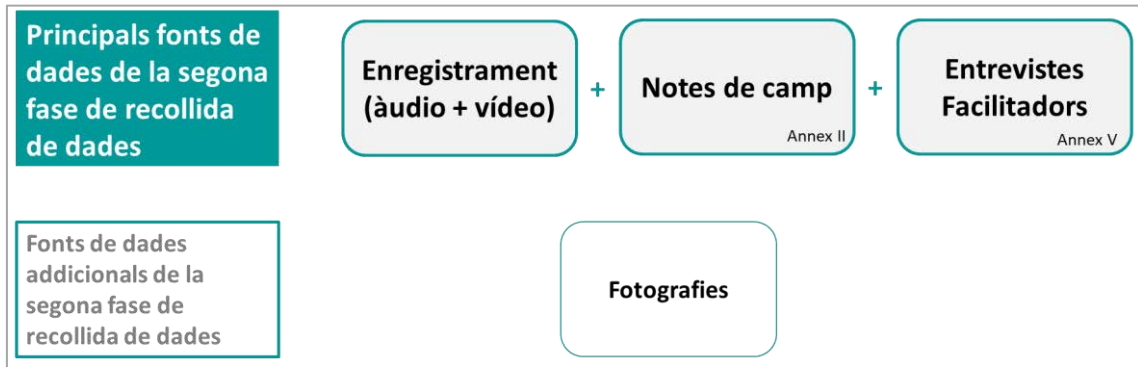 Principals fonts de
dades de la segona
fase de recollida
de dades
Enregistrament
(àudio + vídeo)
+
Notes de camp
Annex II
+
Entrevistes
Facilitadors
Annex V
Fonts de dades
addicionals de la
segona fase de
recollida de dades
Fotografies